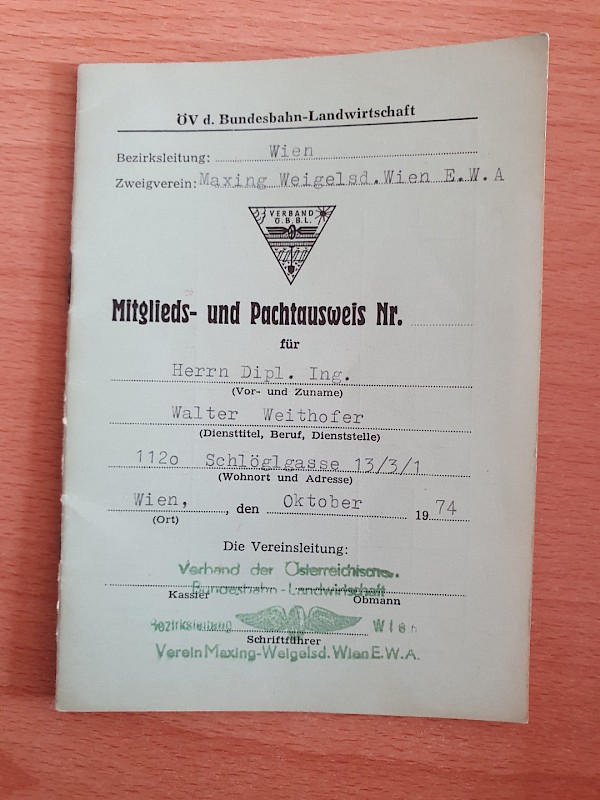 ÖV d. Bundesbahn-Landwirtschaft
Bezirksleitung: Wien
Zweigverein: Maxing Weigelsd. Wien E.W.A
VERBAND
Ö.B.B.L.
Mitglieds- und Pachtausweis Nr.
für
Herrn Dipl. Ing.
(Vor- und Zuname)
Walter Weithofer
(Diensttitel, Beruf, Dienststelle)
112o Schlöglgasse 13/3/1
(Wohnort und Adresse)
Wien, , den Oktober 1974
(Ort)
Die Vereinsleitung:
Verband der Österreichischen
Bundesbahn-Landwirtschaft
Kassier Obmann
Bezirksleitung Wien
Schriftführer
Verein Maxing-Weigelsd. Wien E.W.A.